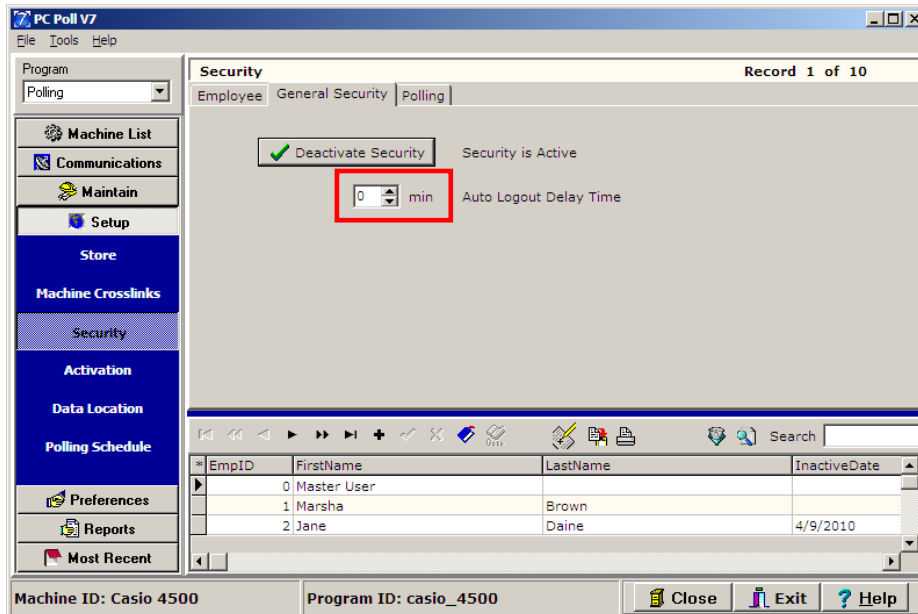 PC Poll V7
File Tools Help
Program
Polling
Machine List
Communications
Maintain
Setup
Store
Machine Crosslinks
Security
Activation
Data Location
Polling Schedule
Preferences
Reports
Most Recent
Security Record 1 of 10
Employee General Security Polling
Deactivate Security Security is Active
0 min Auto Logout Delay Time
Search
* EmpID FirstName LastName InactiveDate
0 Master User
1 Marsha Brown
2 Jane Daine 4/9/2010
Machine ID: Casio 4500 Program ID: casio_4500 Close Exit ? Help